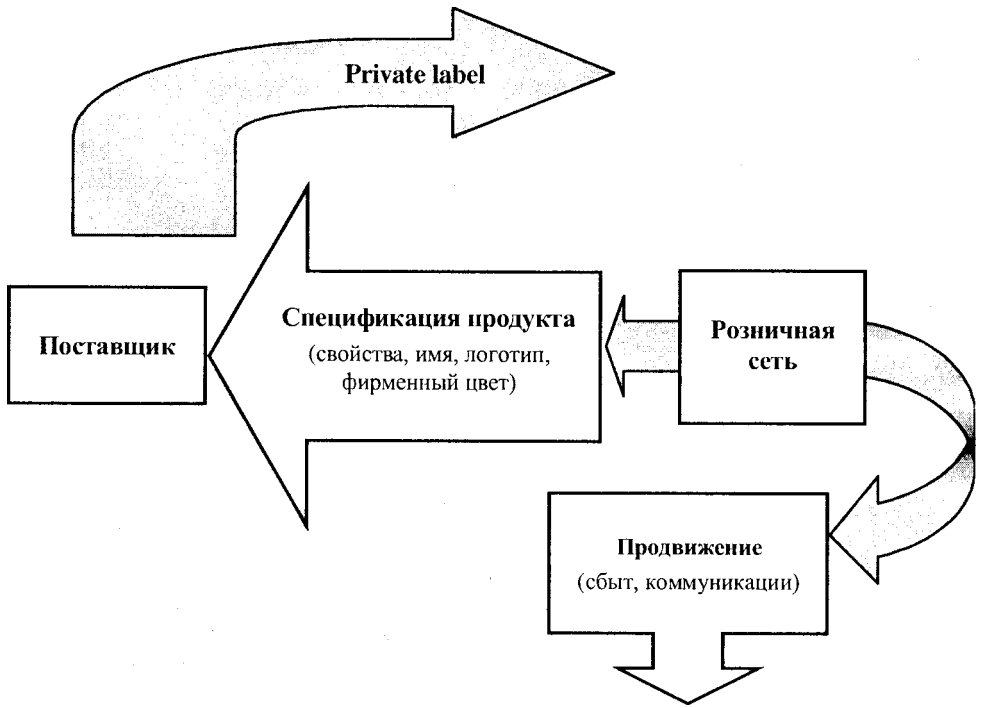 Private label
Поставщик
Спецификация продукта
(свойства, имя, логотип,
фирменный цвет)
Розничная
сеть
Продвижение
(сбыт, коммуникации)